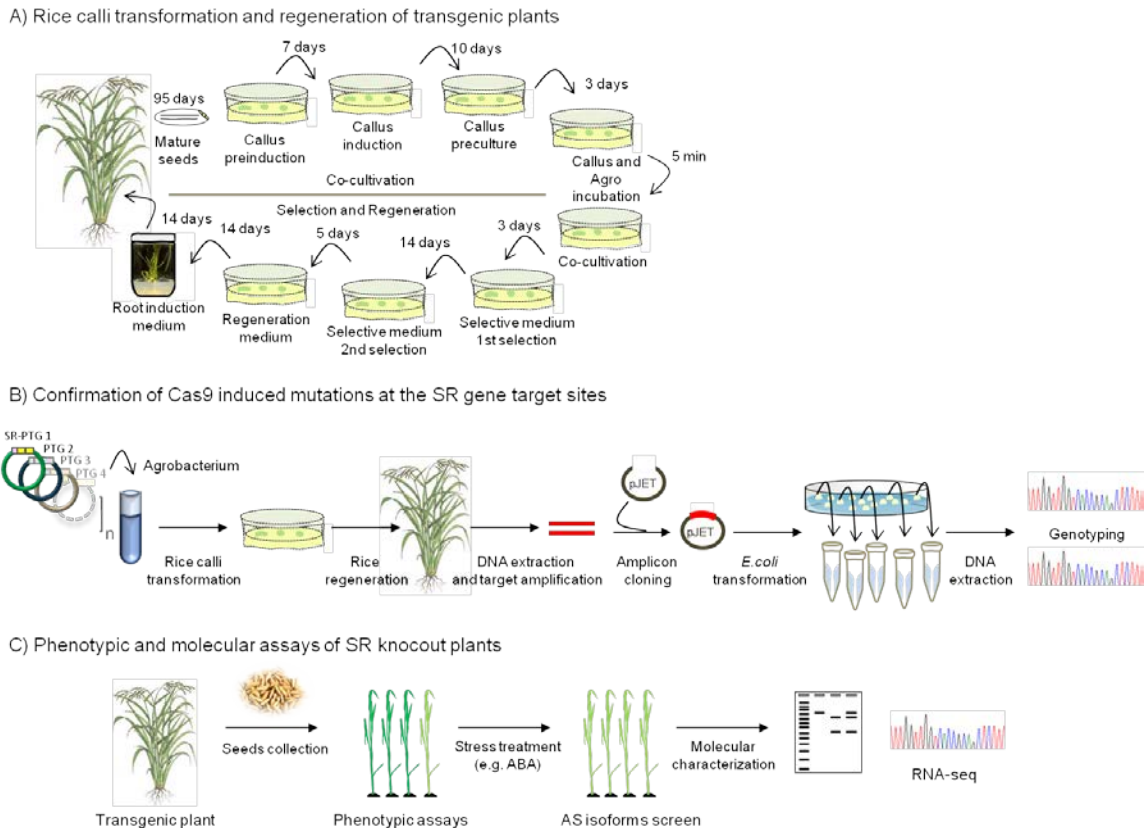 A) Rice calli transformation and regeneration of transgenic plants
7 days
10 days
3 days
95 days
Mature
seeds
Callus
preinduction
Callus
induction
Callus
preculture
Callus and
Agro
incubation
5 min
Co-cultivation
Selection and Regeneration
14 days
14 days
5 days
14 days
3 days
Co-cultivation
Root induction
medium
Regeneration
medium
Selective medium
2nd selection
Selective medium
1st selection
B) Confirmation of Cas9 induced mutations at the SR gene target sites
SR-PTG 1
PTG 2
PTG 3
PTG 4
n
Agrobacterium
Rice calli
transformation
Rice
regeneration
DNA extraction
and target amplification
pJET
Amplicon
cloning
pJET
E.coli
transformation
DNA
extraction
Genotyping
C) Phenotypic and molecular assays of SR knocout plants
Seeds collection
Stress treatment
(e.g. ABA)
Molecular
characterization
RNA-seq
Transgenic plant
Phenotypic assays
AS isoforms screen